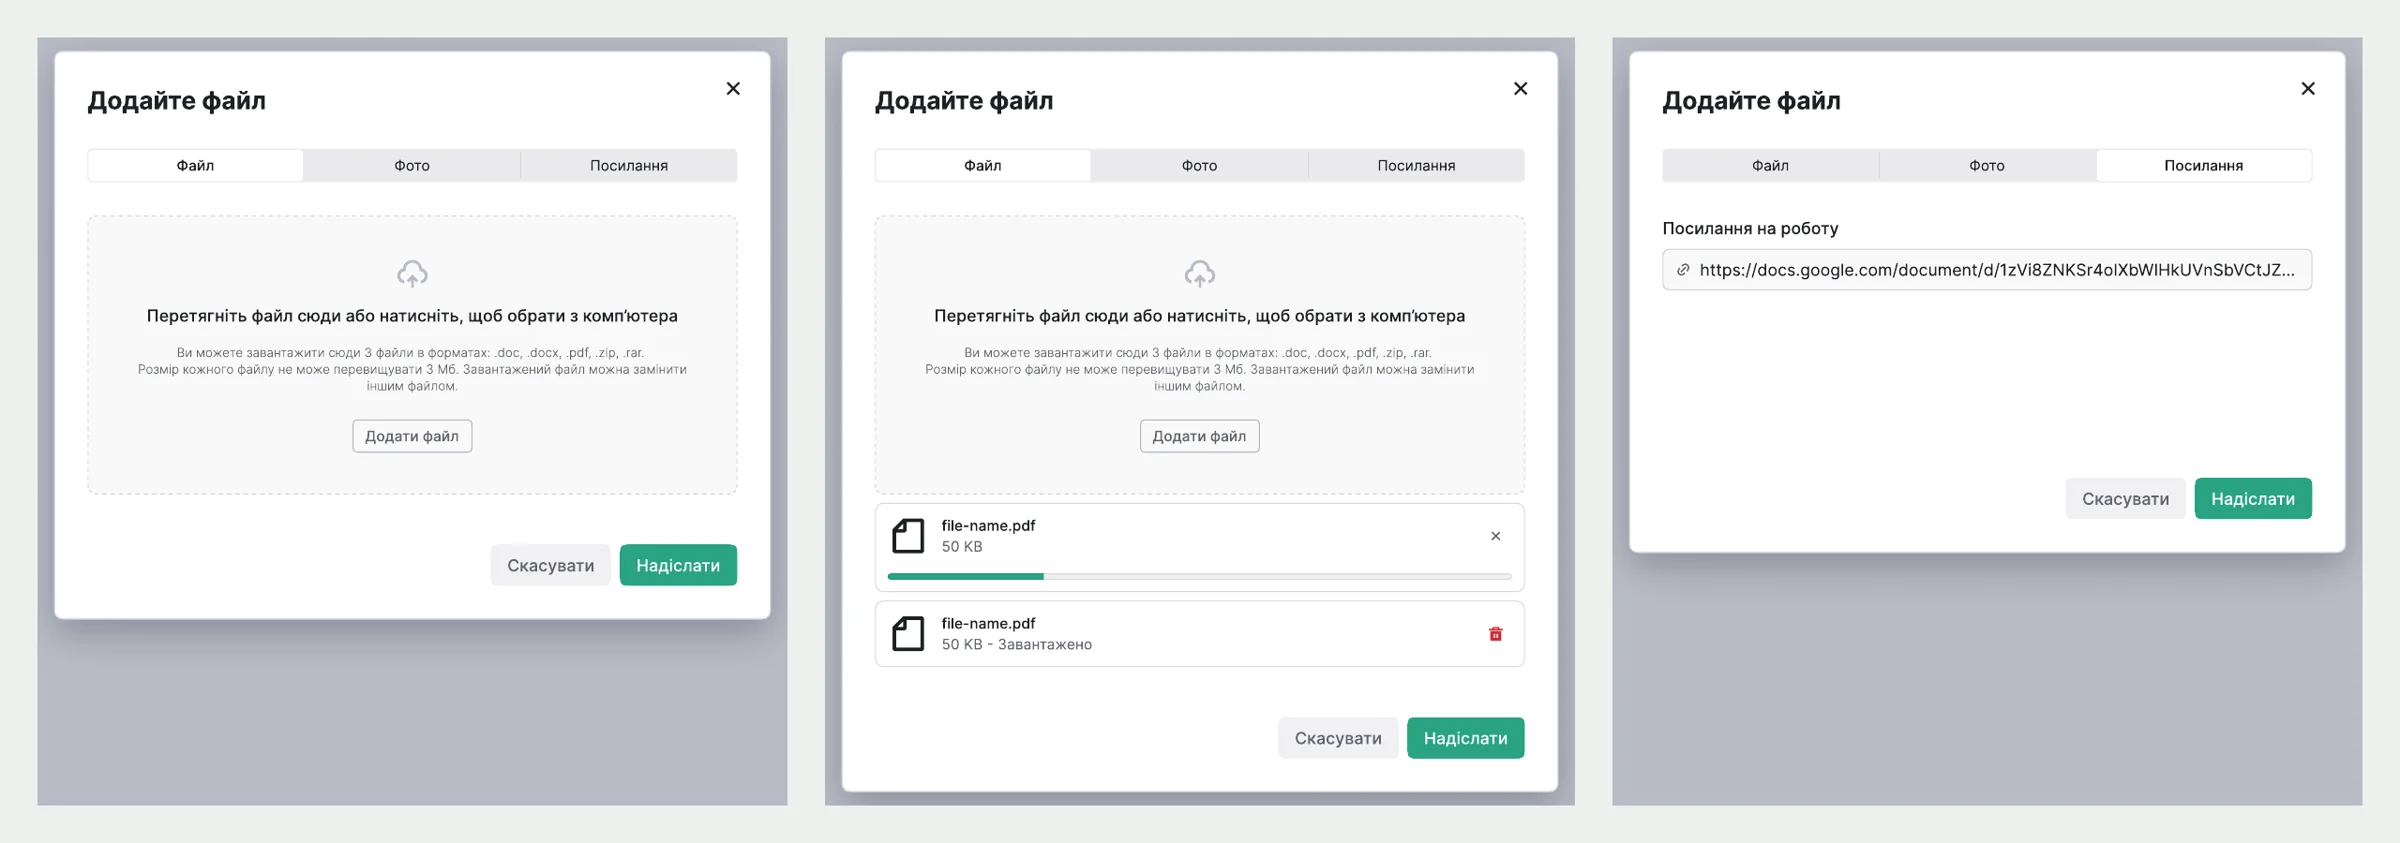 Додайте файл
Файл
Фото
Посилання
Перетягніть файл сюди або натисніть, щоб обрати з комп’ютера
Ви можете завантажити сюди 3 файли в форматах: .doc, .docx, .pdf, .zip, .rar.
Розмір кожного файлу не може перевищувати 3 Мб. Завантажений файл можна замінити
іншим файлом.
Додати файл
Скасувати
Надіслати
Додайте файл
Файл
Фото
Посилання
Перетягніть файл сюди або натисніть, щоб обрати з комп’ютера
Ви можете завантажити сюди 3 файли в форматах: .doc, .docx, .pdf, .zip, .rar.
Розмір кожного файлу не може перевищувати 3 Мб. Завантажений файл можна замінити
іншим файлом.
Додати файл
file-name.pdf
50 KB
file-name.pdf
50 KB - Завантажено
Скасувати
Надіслати
Додайте файл
Файл
Фото
Посилання
Посилання на роботу
https://docs.google.com/document/d/1zVi8ZNKSr4olXbWlHkUVnSbVCtJZ...
Скасувати
Надіслати